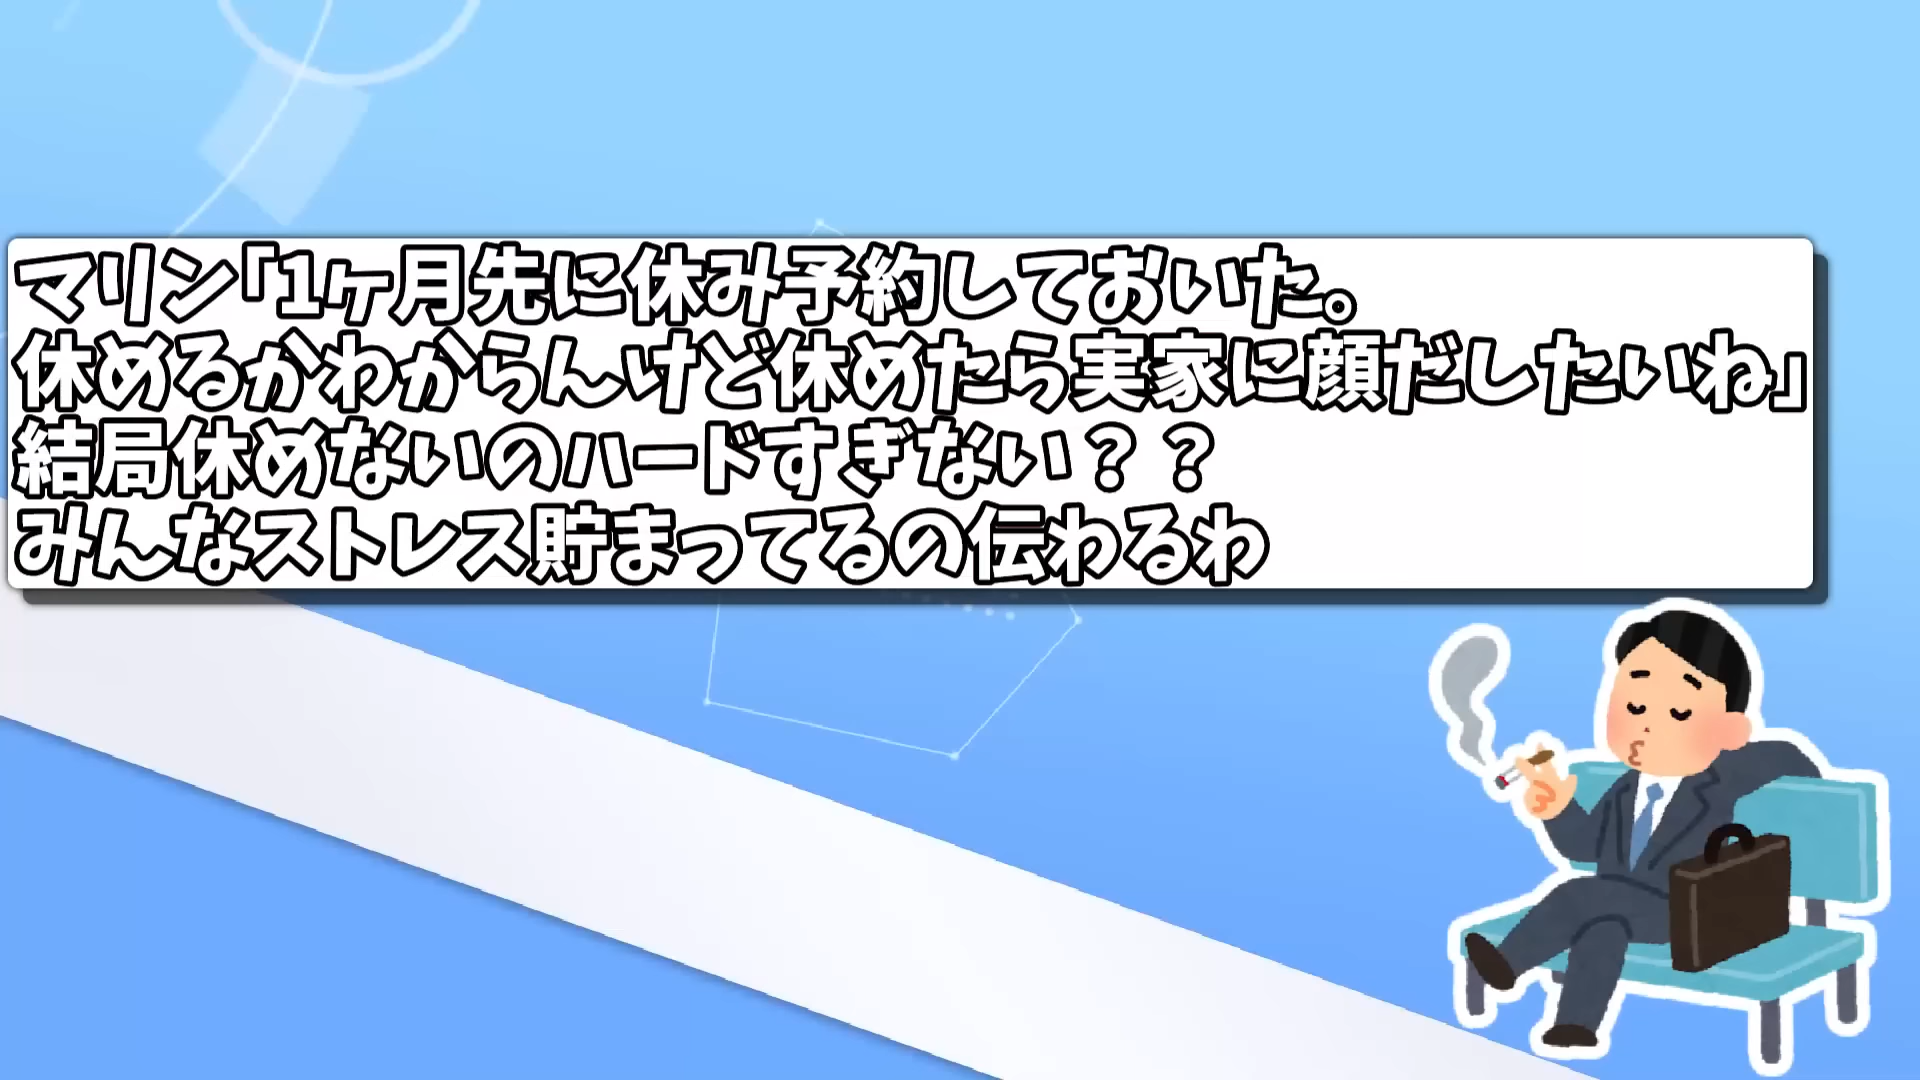 マリン「1ヶ月先に休み予約しておいた。
休めるかわからんけど休めたら実家に顔だしたいね」
結局休めないのハードすぎない？？
みんなストレス貯まってるの伝わるわ